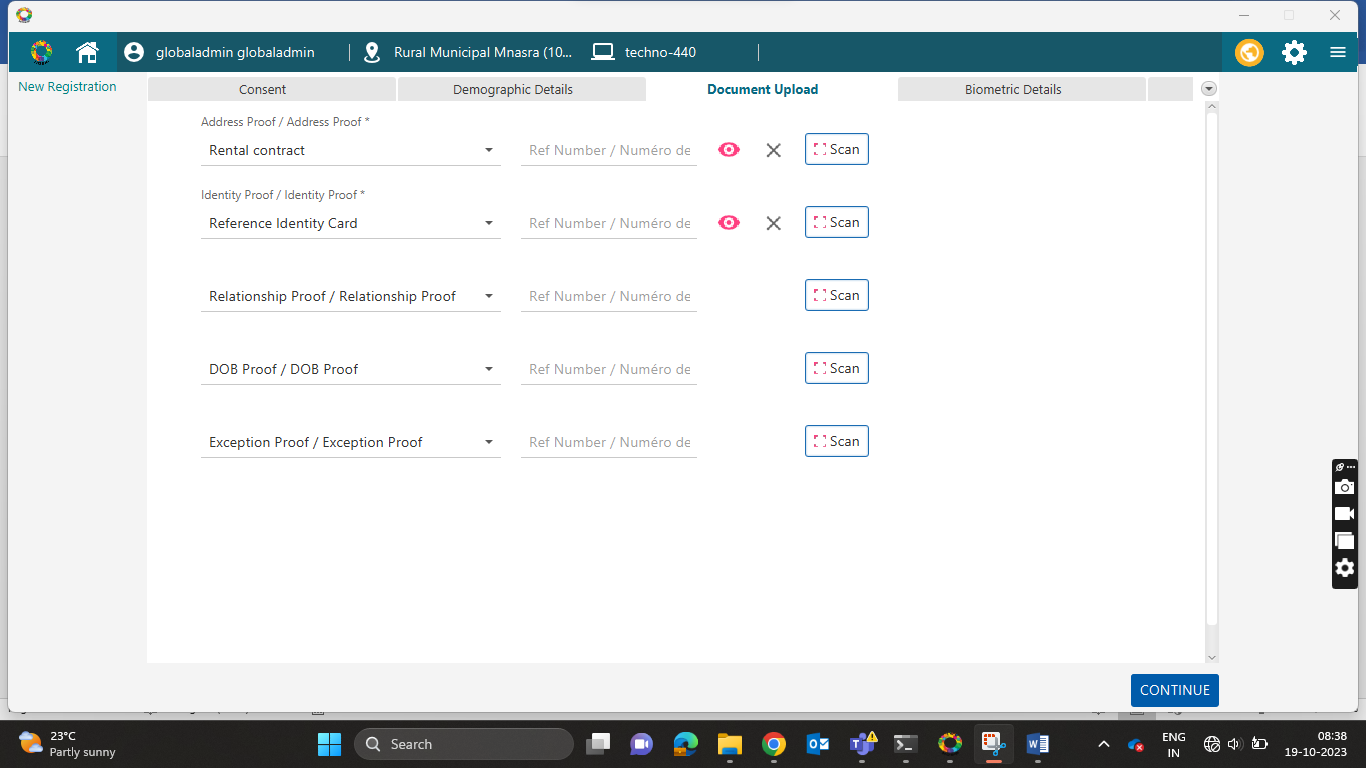 globaladmin globaladmin
Rural Municipal Mnasra (10...
techno-440
New Registration
Consent
Demographic Details
Document Upload
Biometric Details
Address Proof / Address Proof *
Rental contract
Ref Number / Numéro de
Scan
Identity Proof / Identity Proof *
Reference Identity Card
Ref Number / Numéro de
Scan
Relationship Proof / Relationship Proof
Ref Number / Numéro de
Scan
DOB Proof / DOB Proof
Ref Number / Numéro de
Scan
Exception Proof / Exception Proof
Ref Number / Numéro de
Scan
CONTINUE
23°C
Partly sunny
Search
ENG
IN
08:38
19-10-2023